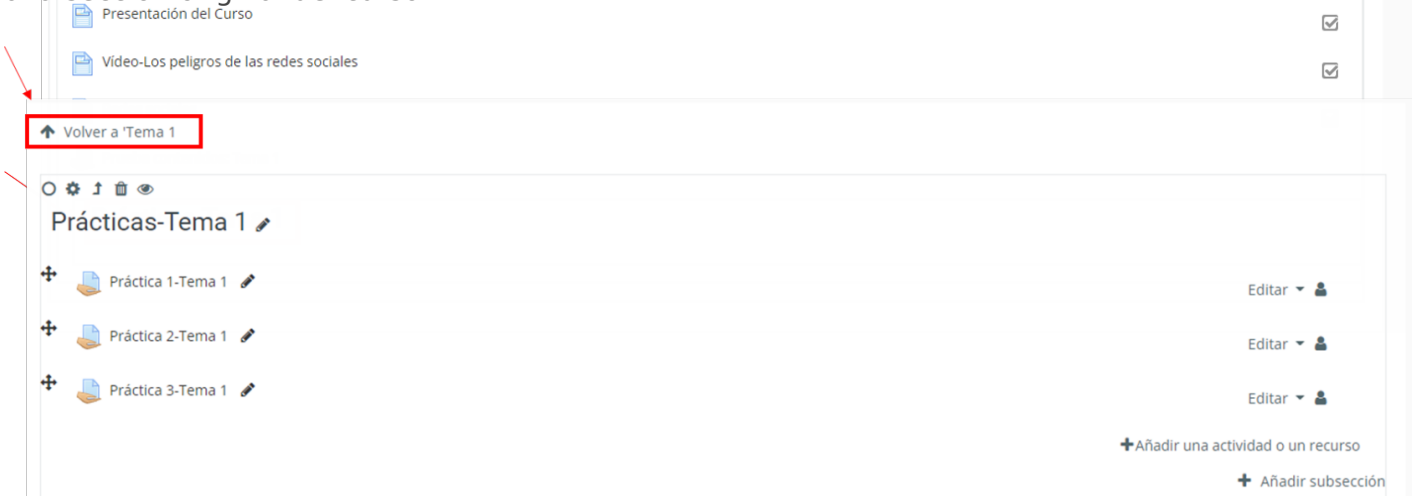 Presentación del Curso
Vídeo-Los peligros de las redes sociales
Volver a 'Tema 1
Prácticas-Tema 1
Práctica 1-Tema 1
Editar
Práctica 2-Tema 1
Editar
Práctica 3-Tema 1
Editar
Añadir una actividad o un recurso
Añadir subsección